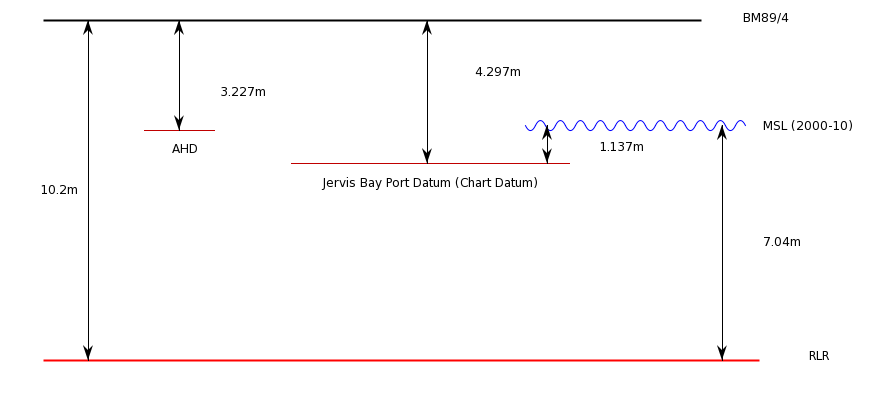 BM89/4
4.297m
3.227m
MSL (2000-10)
1.137m
AHD
Jervis Bay Port Datum (Chart Datum)
10.2m
7.04m
RLR